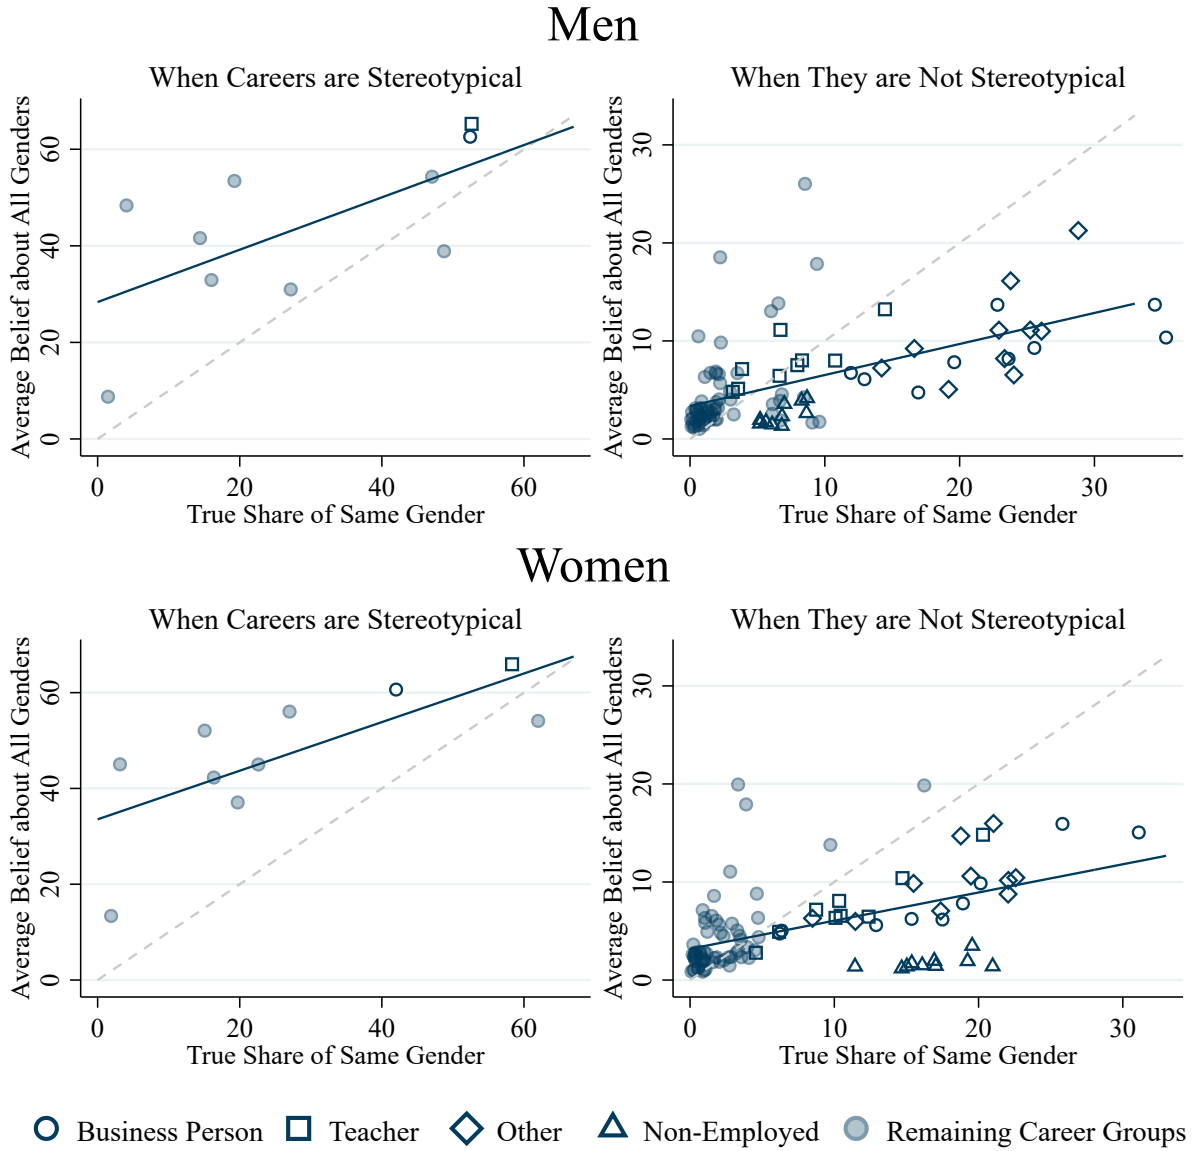 Men
When Careers are Stereotypical
When They are Not Stereotypical
Average Belief about All Genders
60
40
20
0
0 20 40 60
True Share of Same Gender
Average Belief about All Genders
30
20
10
0
0 10 20 30
True Share of Same Gender
Women
When Careers are Stereotypical
When They are Not Stereotypical
Average Belief about All Genders
60
40
20
0
0 20 40 60
True Share of Same Gender
Average Belief about All Genders
30
20
10
0
0 10 20 30
True Share of Same Gender
Business Person Teacher Other Non-Employed Remaining Career Groups